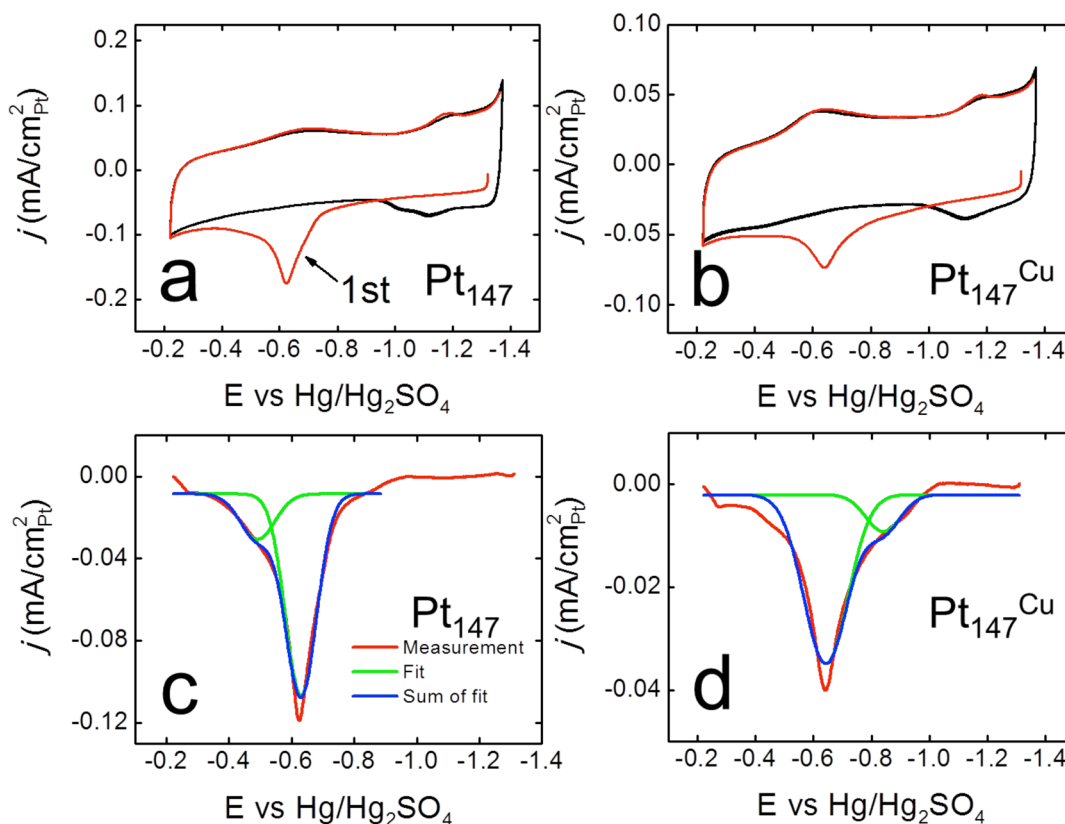 0.2
0.1
0.0
-0.1
-0.2
j (mA/cm²Pt)
a
1st
Pt147
-0.2 -0.4 -0.6 -0.8 -1.0 -1.2 -1.4
E vs Hg/Hg2SO4
0.10
0.05
0.00
-0.05
-0.10
j (mA/cm²Pt)
b
Pt147Cu
-0.2 -0.4 -0.6 -0.8 -1.0 -1.2 -1.4
E vs Hg/Hg2SO4
0.00
-0.04
-0.08
-0.12
j (mA/cm²Pt)
Pt147
Measurement
Fit
Sum of fit
c
-0.2 -0.4 -0.6 -0.8 -1.0 -1.2 -1.4
E vs Hg/Hg2SO4
0.00
-0.02
-0.04
j (mA/cm²Pt)
Pt147Cu
d
-0.2 -0.4 -0.6 -0.8 -1.0 -1.2 -1.4
E vs Hg/Hg2SO4